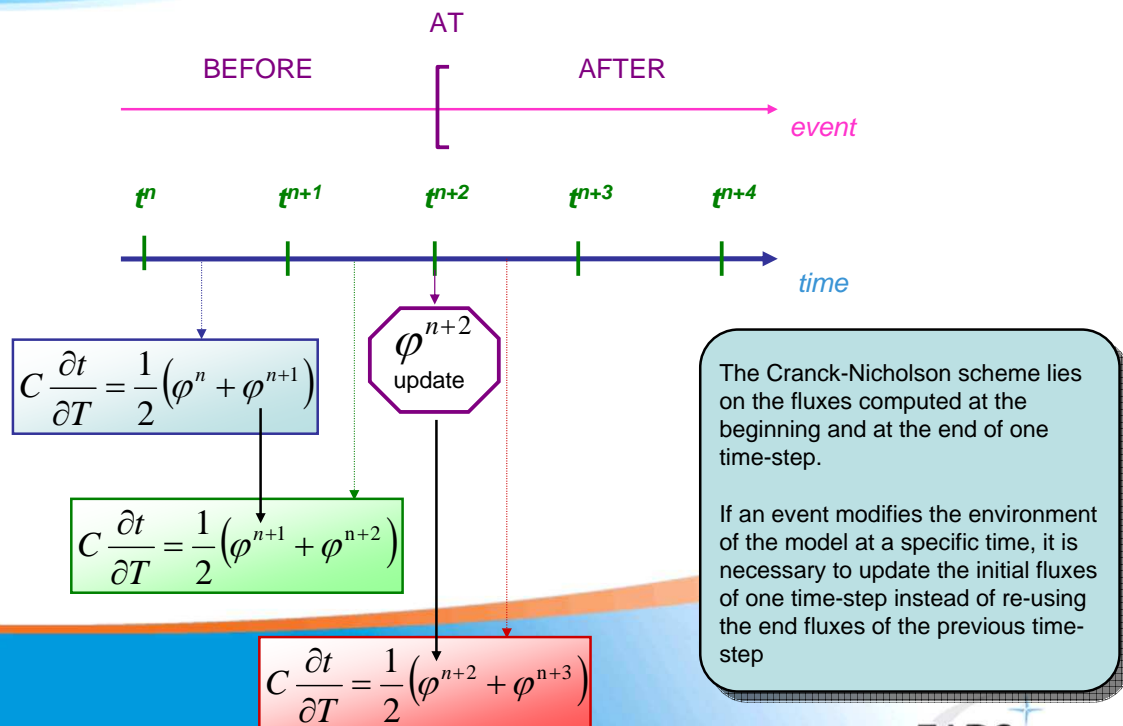 AT
BEFORE AFTER
event
tⁿ tⁿ⁺¹ tⁿ⁺² tⁿ⁺³ tⁿ⁺⁴
time
φⁿ⁺²
update
C ∂t/∂T = 1/2 (φⁿ + φⁿ⁺¹)
C ∂t/∂T = 1/2 (φⁿ⁺¹ + φⁿ⁺²)
C ∂t/∂T = 1/2 (φⁿ⁺² + φⁿ⁺³)
The Cranck-Nicholson scheme lies
on the fluxes computed at the
beginning and at the end of one
time-step.
If an event modifies the environment
of the model at a specific time, it is
necessary to update the initial fluxes
of one time-step instead of re-using
the end fluxes of the previous time-
step